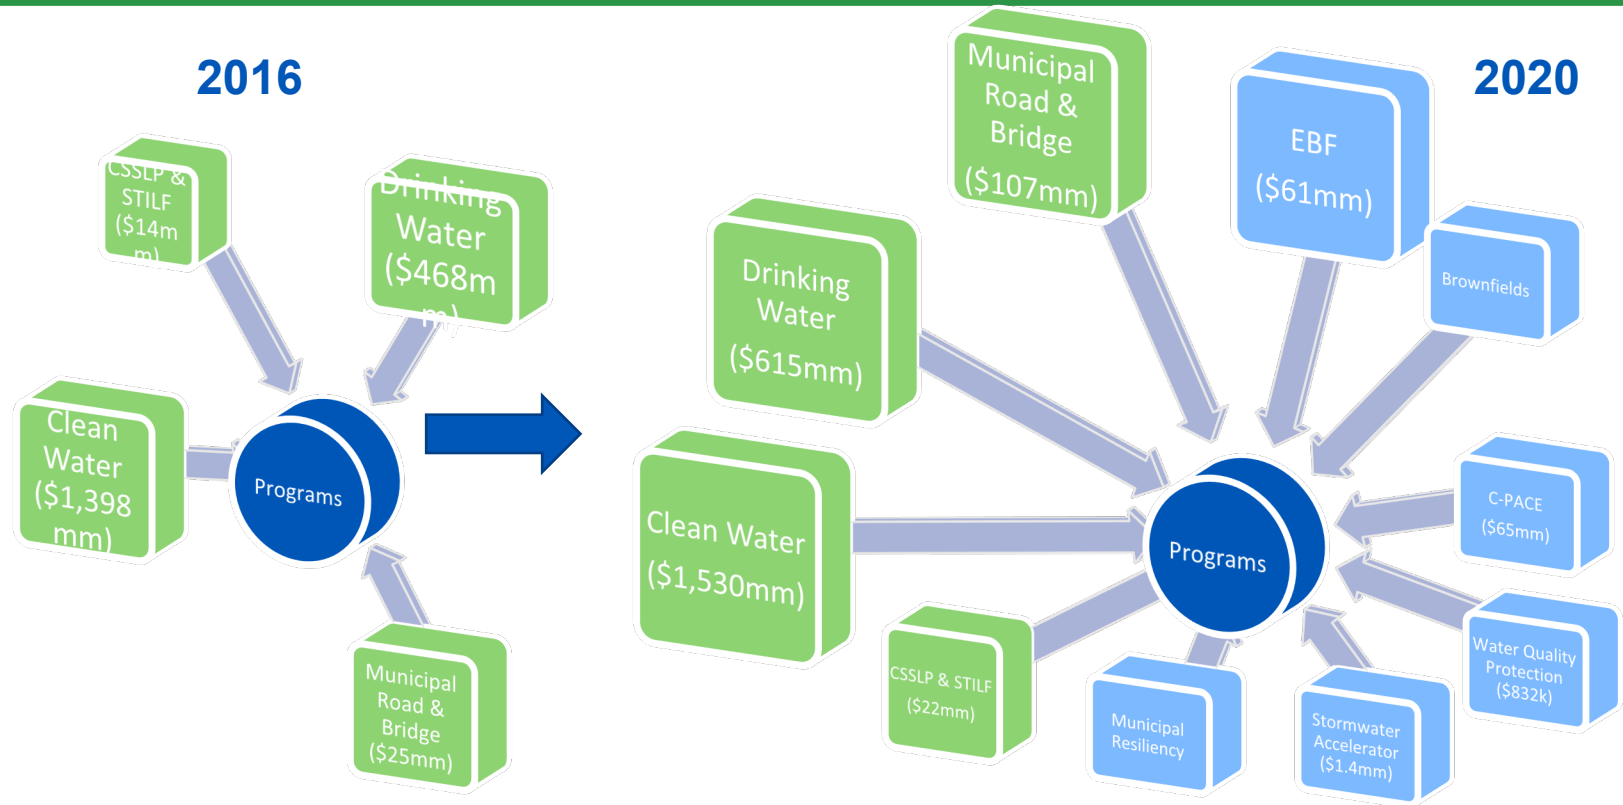 2016
CSSLP &
STILF
($14m
m)
Drinking
Water
($468m
m)
Clean
Water
($1,398
mm)
Programs
Municipal
Road &
Bridge
($25mm)
2020
Municipal
Road &
Bridge
($107mm)
EBF
($61mm)
Brownfields
Drinking
Water
($615mm)
Clean Water
($1,530mm)
Programs
C-PACE
($65mm)
Water Quality
Protection
($832k)
CSSLP & STILF
($22mm)
Municipal
Resiliency
Stormwater
Accelerator
($1.4mm)